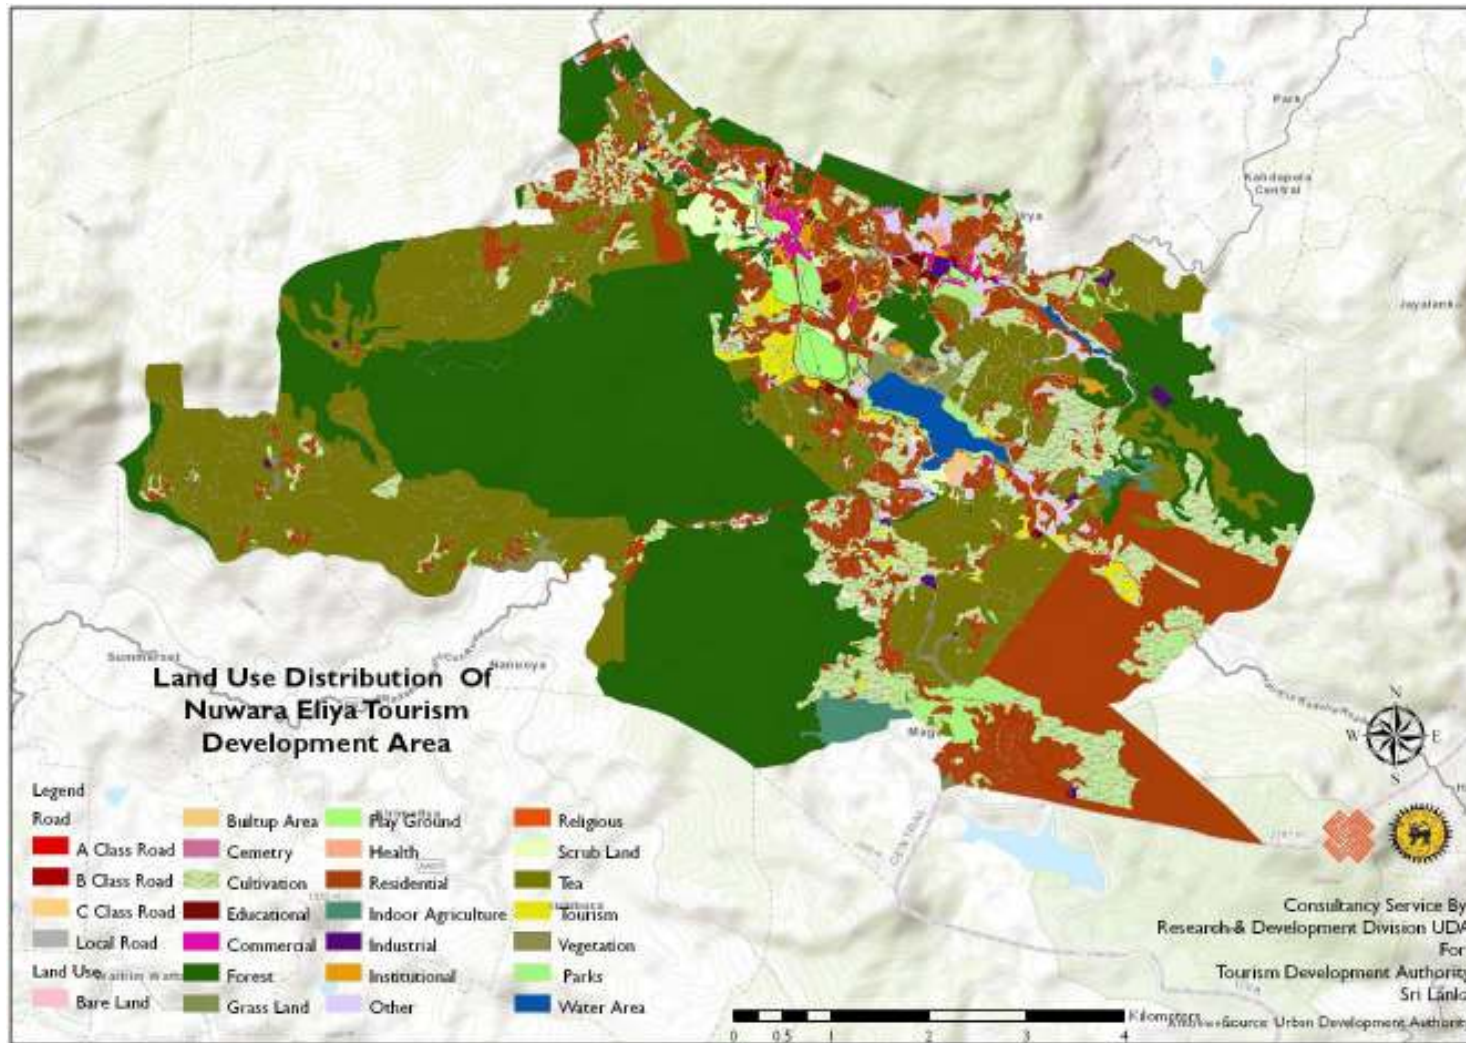 Park
Kandapola
Central
Jayalanka
Summerset
Nanuoya
Land Use Distribution Of
Nuwara Eliya Tourism
Development Area
Legend
Road
A Class Road
B Class Road
C Class Road
Local Road
Land Use
Bare Land
Builtup Area
Cemetry
Cultivation
Educational
Commercial
Forest
Grass Land
Play Ground
Health
Residential
Indoor Agriculture
Industrial
Institutional
Other
Religious
Scrub Land
Tea
Tourism
Vegetation
Parks
Water Area
CENTRAL
UVA
N
W E
S
Consultancy Service By
Research & Development Division UDA
For
Tourism Development Authority
Sri Lanka
Source: Urban Development Authority
Kilometers
0 0.5 1 2 3 4